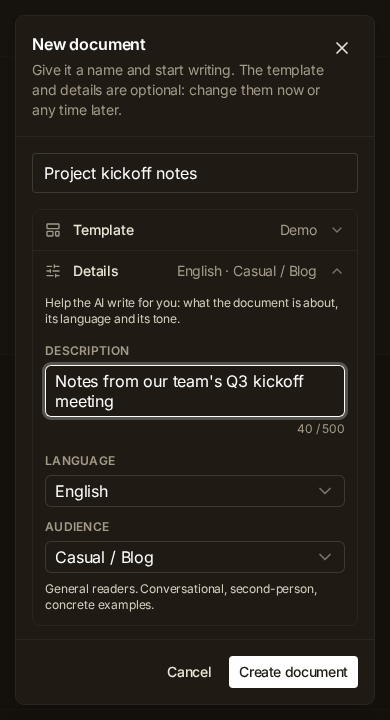 New document
Give it a name and start writing. The template
and details are optional: change them now or
any time later.
Project kickoff notes
Template Demo
Details English · Casual / Blog
Help the AI write for you: what the document is about,
its language and its tone.
DESCRIPTION
Notes from our team's Q3 kickoff
meeting
40 / 500
LANGUAGE
English
AUDIENCE
Casual / Blog
General readers. Conversational, second-person,
concrete examples.
Cancel Create document